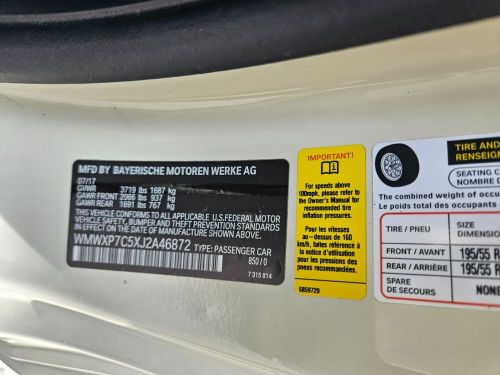 MFD BY BAYERISCHE MOTOREN WERKE AG
07/17
GVWR 3719 lbs 1687 kg
GAWR FRONT 2066 lbs 937 kg
GAWR REAR 1691 lbs 767 kg
THIS VEHICLE CONFORMS TO ALL APPLICABLE U.S.FEDERAL MOTOR
VEHICLE SAFETY, BUMPER, AND THEFT PREVENTION STANDARDS
IN EFFECT ON THE DATE OF MANUFACTURE SHOWN ABOVE.
WMWXP7C5XJ2A46872 TYPE: PASSENGER CAR
850/0
7 315 814
IMPORTANT!
For speeds above
100mph, please refer to
the Owner's Manual for
recommended tire
inflation pressures.
Pour les vitesses
au – dessus de 160
km/h, faites référence à
la notice d'utilisation
pour les pressions des
pneus recommandées.
6859729
TIRE AND
RENSEIGN
SEATING C
NOMBRE D
The combined weight of occu
Le poids total des occupants
TIRE / PNEU
SIZE
DIMENSIO
FRONT / AVANT 195/55 R
REAR / ARRIÈRE 195/55 R
SPARE
DE SECOURS
NONE